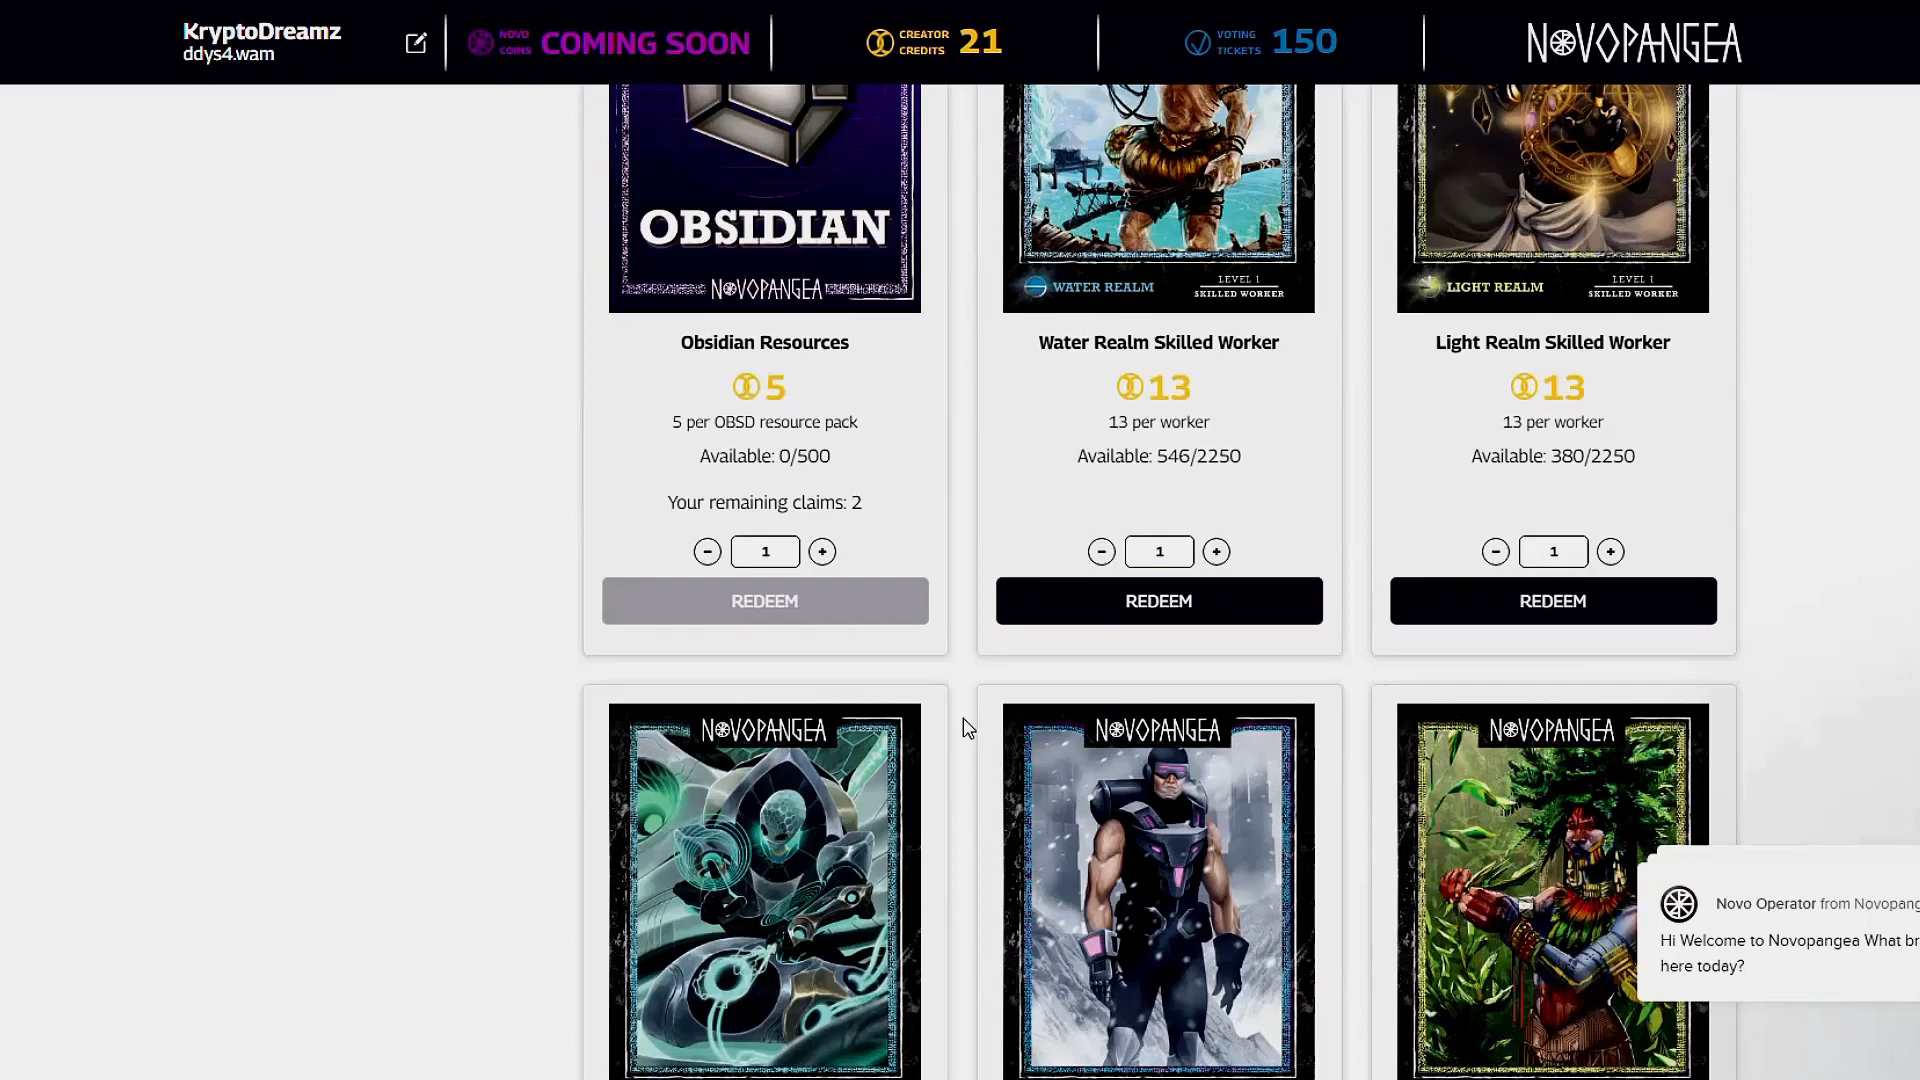 KryptoDreamz
ddys4.wam
NOVO COINS COMING SOON
CREATOR CREDITS 21
VOTING TICKETS 150
NOVOPANGEA
OBSIDIAN
NOVOPANGEA
WATER REALM
LEVEL 1
SKILLED WORKER
LIGHT REALM
LEVEL 1
SKILLED WORKER
Obsidian Resources
5
5 per OBSD resource pack
Available: 0/500
Your remaining claims: 2
- 1 +
REDEEM
Water Realm Skilled Worker
13
13 per worker
Available: 546/2250
- 1 +
REDEEM
Light Realm Skilled Worker
13
13 per worker
Available: 380/2250
- 1 +
REDEEM
NOVOPANGEA
NOVOPANGEA
NOVOPANGEA
Novo Operator from Novopang
Hi Welcome to Novopangea What br
here today?